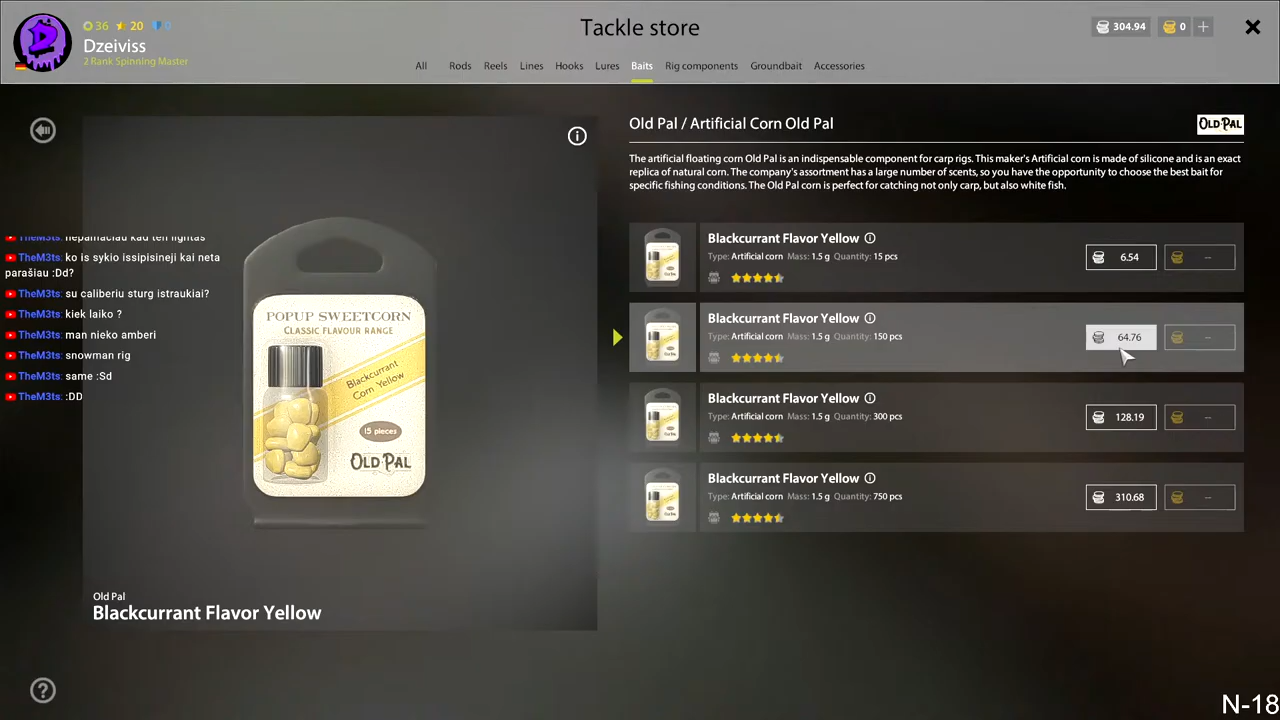 36 20 0
Dzeiviss
2 Rank Spinning Master
Tackle store
304.94
0
All Rods Reels Lines Hooks Lures Baits Rig components Groundbait Accessories
Old Pal / Artificial Corn Old Pal
OLD PAL
The artificial floating corn Old Pal is an indispensable component for carp rigs. This maker's Artificial corn is made of silicone and is an exact
replica of natural corn. The company's assortment has a large number of scents, so you have the opportunity to choose the best bait for
specific fishing conditions. The Old Pal corn is perfect for catching not only carp, but also white fish.
TheM3ts: nepamačiau kad ten lightas
TheM3ts: ko is sykio issipisineji kai neta
parašiau :Dd?
TheM3ts: su caliberiu sturg istraukiai?
TheM3ts: kiek laiko ?
TheM3ts: man nieko amberi
TheM3ts: snowman rig
TheM3ts: same :Sd
TheM3ts: :DD
POPUP SWEETCORN
CLASSIC FLAVOUR RANGE
Blackcurrant
Corn Yellow
15 pieces
OLD PAL
Old Pal
Blackcurrant Flavor Yellow
Blackcurrant Flavor Yellow
Type: Artificial corn Mass: 1.5 g Quantity: 15 pcs
6.54 --
Blackcurrant Flavor Yellow
Type: Artificial corn Mass: 1.5 g Quantity: 150 pcs
64.76 --
Blackcurrant Flavor Yellow
Type: Artificial corn Mass: 1.5 g Quantity: 300 pcs
128.19 --
Blackcurrant Flavor Yellow
Type: Artificial corn Mass: 1.5 g Quantity: 750 pcs
310.68 --
N-18